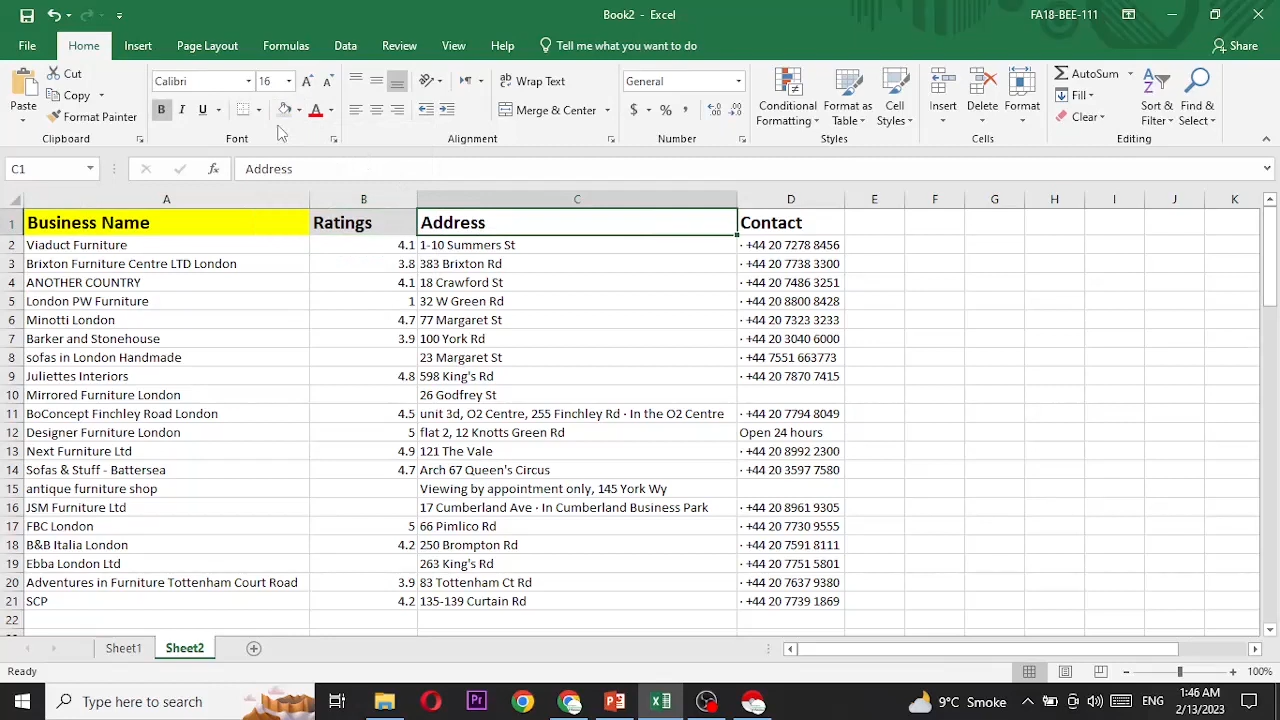 Book2 - Excel
FA18-BEE-111
File Home Insert Page Layout Formulas Data Review View Help Tell me what you want to do Share
Paste
Cut
Copy
Format Painter
Clipboard
Calibri 16
B I U
Font
Wrap Text
Merge & Center
Alignment
General
$ % ,
Number
Conditional Formatting
Format as Table
Cell Styles
Styles
Insert Delete Format
Cells
AutoSum
Fill
Clear
Sort & Filter
Find & Select
Editing
C1 fx Address
A B C D E F G H I J K
1 Business Name Ratings Address Contact
2 Viaduct Furniture 4.1 1-10 Summers St · +44 20 7278 8456
3 Brixton Furniture Centre LTD London 3.8 383 Brixton Rd · +44 20 7738 3300
4 ANOTHER COUNTRY 4.1 18 Crawford St · +44 20 7486 3251
5 London PW Furniture 1 32 W Green Rd · +44 20 8800 8428
6 Minotti London 4.7 77 Margaret St · +44 20 7323 3233
7 Barker and Stonehouse 3.9 100 York Rd · +44 20 3040 6000
8 sofas in London Handmade 23 Margaret St · +44 7551 663773
9 Juliettes Interiors 4.8 598 King's Rd · +44 20 7870 7415
10 Mirrored Furniture London 26 Godfrey St
11 BoConcept Finchley Road London 4.5 unit 3d, O2 Centre, 255 Finchley Rd · In the O2 Centre · +44 20 7794 8049
12 Designer Furniture London 5 flat 2, 12 Knotts Green Rd Open 24 hours
13 Next Furniture Ltd 4.9 121 The Vale · +44 20 8992 2300
14 Sofas & Stuff - Battersea 4.7 Arch 67 Queen's Circus · +44 20 3597 7580
15 antique furniture shop Viewing by appointment only, 145 York Wy
16 JSM Furniture Ltd 17 Cumberland Ave · In Cumberland Business Park · +44 20 8961 9305
17 FBC London 5 66 Pimlico Rd · +44 20 7730 9555
18 B&B Italia London 4.2 250 Brompton Rd · +44 20 7591 8111
19 Ebba London Ltd 263 King's Rd · +44 20 7751 5801
20 Adventures in Furniture Tottenham Court Road 3.9 83 Tottenham Ct Rd · +44 20 7637 9380
21 SCP 4.2 135-139 Curtain Rd · +44 20 7739 1869
22
Sheet1 Sheet2
Ready 100%
Type here to search
9°C Smoke
ENG
1:46 AM
2/13/2023